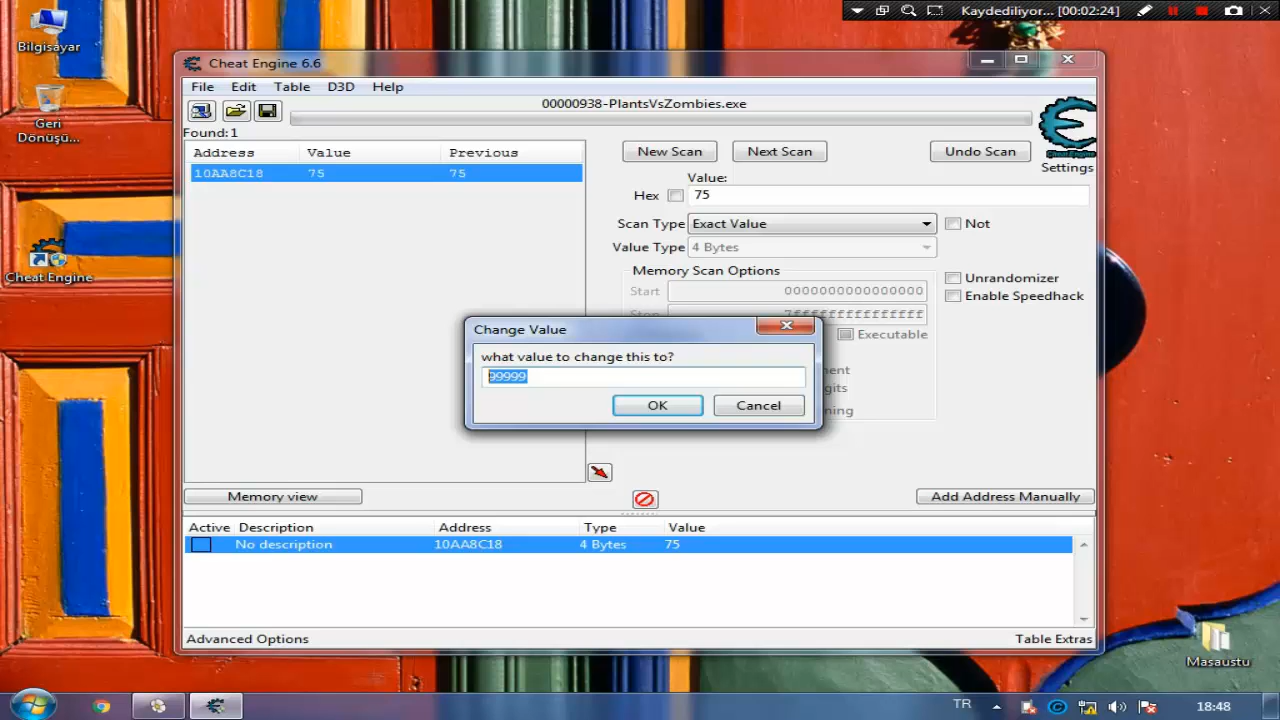 Kaydediliyor... [00:02:24]
Bilgisayar
Geri
Dönüşü...
Cheat Engine
Cheat Engine 6.6
File Edit Table D3D Help
00000938-PlantsVsZombies.exe
Found:1
Address Value Previous
10AA8C18 75 75
New Scan Next Scan Undo Scan
Cheat Engine
Settings
Value:
Hex 75
Scan Type Exact Value Not
Value Type 4 Bytes
Memory Scan Options
Start 0000000000000000
Unrandomizer
Enable Speedhack
7fffffffffffffff
Executable
Change Value
what value to change this to?
99999
OK Cancel
Memory view
Add Address Manually
Active Description Address Type Value
No description 10AA8C18 4 Bytes 75
Advanced Options Table Extras
Masaustu
TR 18:48